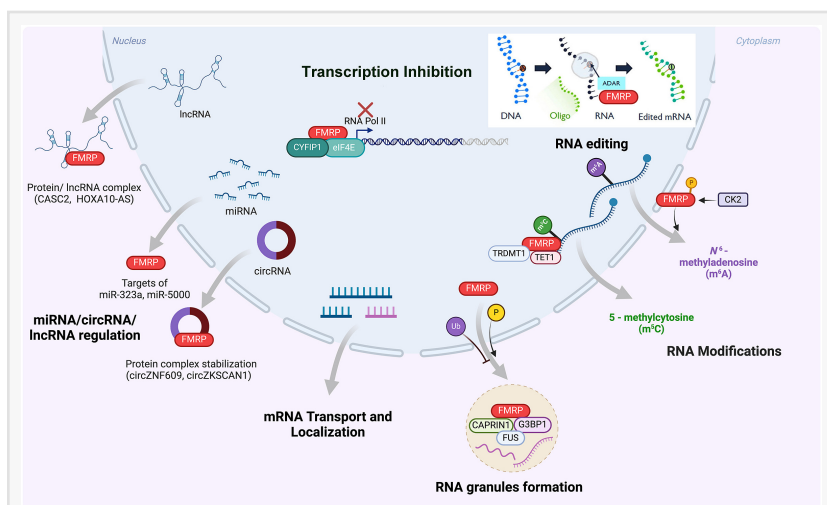 Nucleus
Cytoplasm
Transcription Inhibition
lncRNA
RNA Pol II
FMRP
CYFIP1
eIF4E
ADAR
FMRP
DNA
Oligo
RNA
Edited mRNA
RNA editing
FMRP
Protein/ lncRNA complex
(CASC2, HOXA10-AS)
miRNA
m⁶A
P
FMRP
CK2
m⁵C
FMRP
TRDMT1
TET1
N⁶ -
methyladenosine
(m⁶A)
circRNA
FMRP
Targets of
miR-323a, miR-5000
FMRP
miRNA/circRNA/
lncRNA regulation
FMRP
Protein complex stabilization
(circZNF609, circZKSCAN1)
P
Ub
5 - methylcytosine
(m⁵C)
RNA Modifications
mRNA Transport and
Localization
FMRP
CAPRIN1
G3BP1
FUS
RNA granules formation